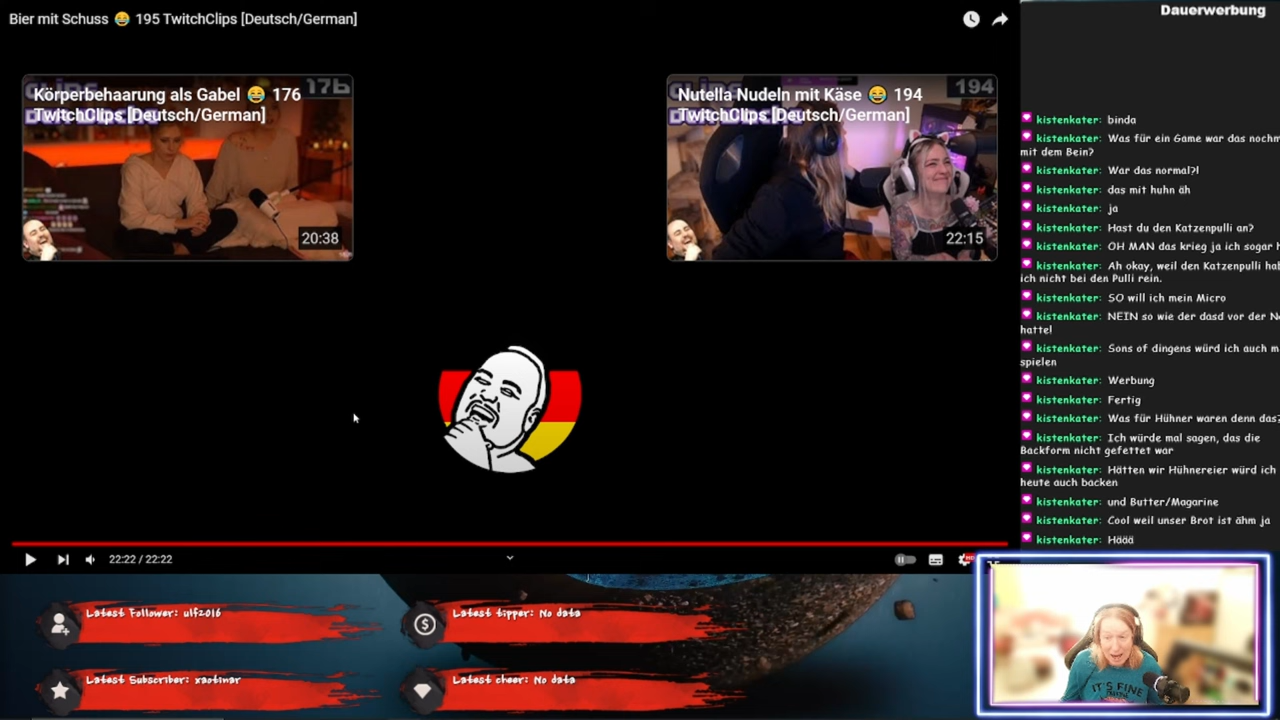 Bier mit Schuss 😂 195 TwitchClips [Deutsch/German]
Dauerwerbung
Körperbehaarung als Gabel 😂 176
TwitchClips [Deutsch/German]
20:38
Nutella Nudeln mit Käse 😂 194
TwitchClips [Deutsch/German]
194
22:15
kistenkater: binda
kistenkater: Was für ein Game war das nochm
mit dem Bein?
kistenkater: War das normal?!
kistenkater: das mit huhn äh
kistenkater: ja
kistenkater: Hast du den Katzenpulli an?
kistenkater: OH MAN das krieg ja ich sogar
kistenkater: Ah okay, weil den Katzenpulli
ich nicht bei den Pulli rein.
kistenkater: SO will ich mein Micro
kistenkater: NEIN so wie der dasd vor der
hatte!
kistenkater: Sons of dingens würd ich auch
spielen
kistenkater: Werbung
kistenkater: Fertig
kistenkater: Was für Hühner waren denn das?
kistenkater: Ich würde mal sagen, das die
Backform nicht gefettet war
kistenkater: Hätten wir Hühnereier würd ich
heute auch backen
kistenkater: und Butter/Magarine
kistenkater: Cool weil unser Brot ist ähm ja
kistenkater: Hään
22:22 / 22:22
Latest Follower: ulf2016
Latest tipper: No data
Latest Subscriber: xaotinar
Latest cheer: No data
IT'S FINE